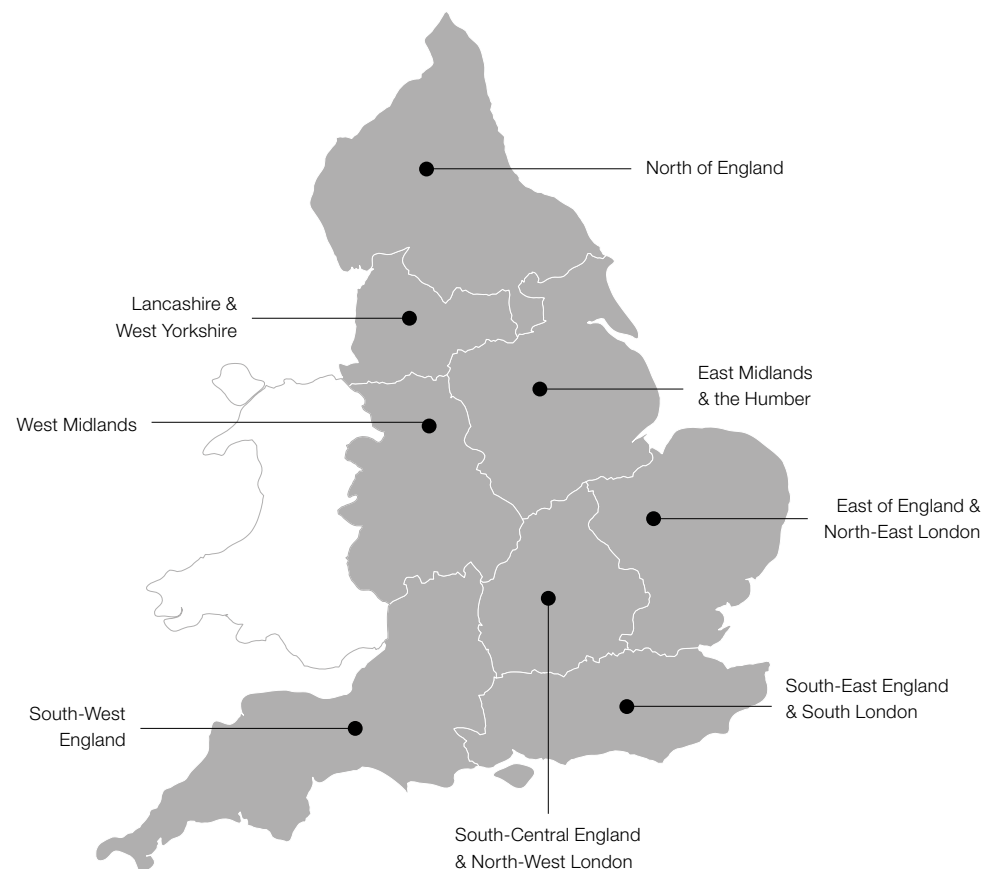 North of England
Lancashire &
West Yorkshire
East Midlands
& the Humber
West Midlands
East of England &
North-East London
South-East England
& South London
South-West
England
South-Central England
& North-West London